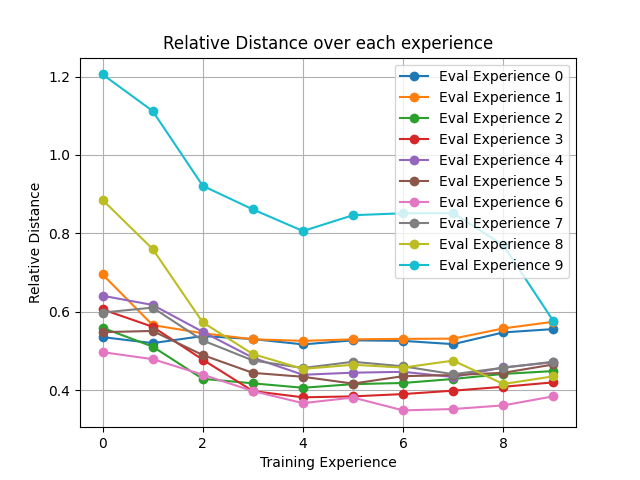 Relative Distance over each experience
Eval Experience 0
Eval Experience 1
Eval Experience 2
Eval Experience 3
Eval Experience 4
Eval Experience 5
Eval Experience 6
Eval Experience 7
Eval Experience 8
Eval Experience 9
1.2
1.0
0.8
0.6
0.4
Relative Distance
0 2 4 6 8
Training Experience